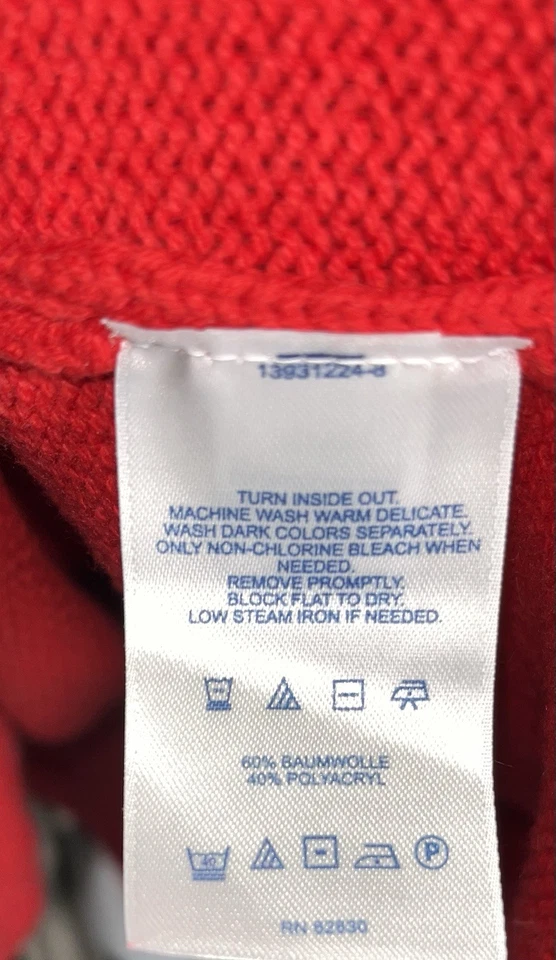 13931224-8
TURN INSIDE OUT.
MACHINE WASH WARM DELICATE.
WASH DARK COLORS SEPARATELY.
ONLY NON-CHLORINE BLEACH WHEN
NEEDED.
REMOVE PROMPTLY.
BLOCK FLAT TO DRY.
LOW STEAM IRON IF NEEDED.
60% BAUMWOLLE
40% POLYACRYL
40 P
RN 62830